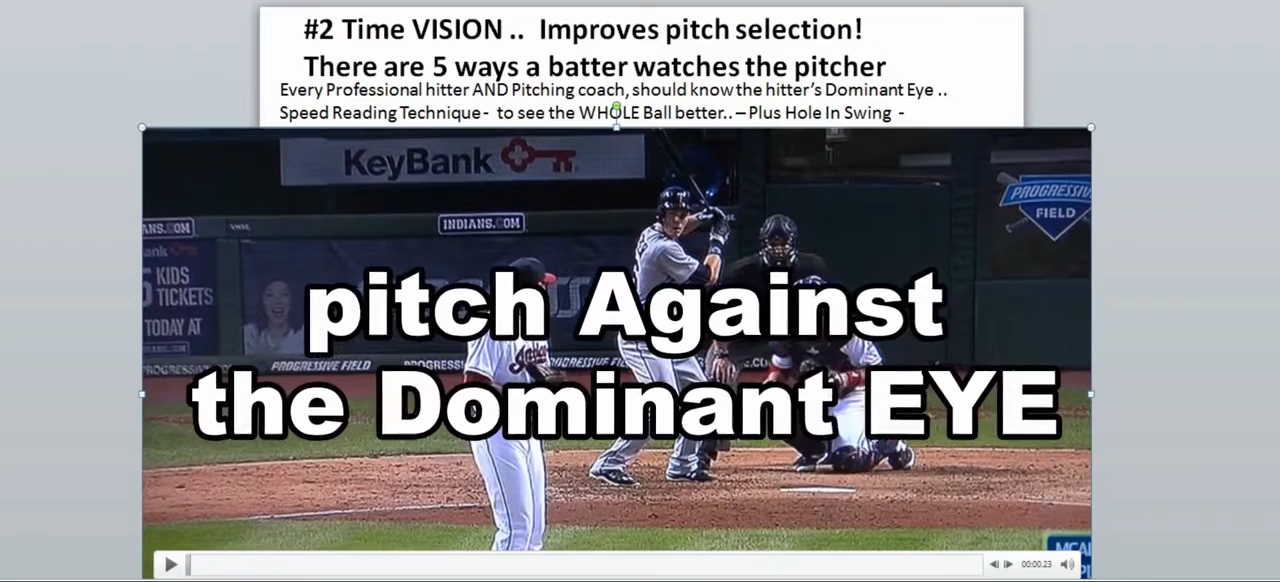 #2 Time VISION .. Improves pitch selection!
There are 5 ways a batter watches the pitcher
Every Professional hitter AND Pitching coach, should know the hitter's Dominant Eye ..
Speed Reading Technique - to see the WHOLE Ball better.. – Plus Hole In Swing -
KeyBank
PROGRESSIVE
FIELD
ANS.COM
INDIANS.COM
KIDS
TICKETS
TODAY AT
pitch Against
PROGRESSIVE FIELD
the Dominant EYE
MCAI
00:00.23